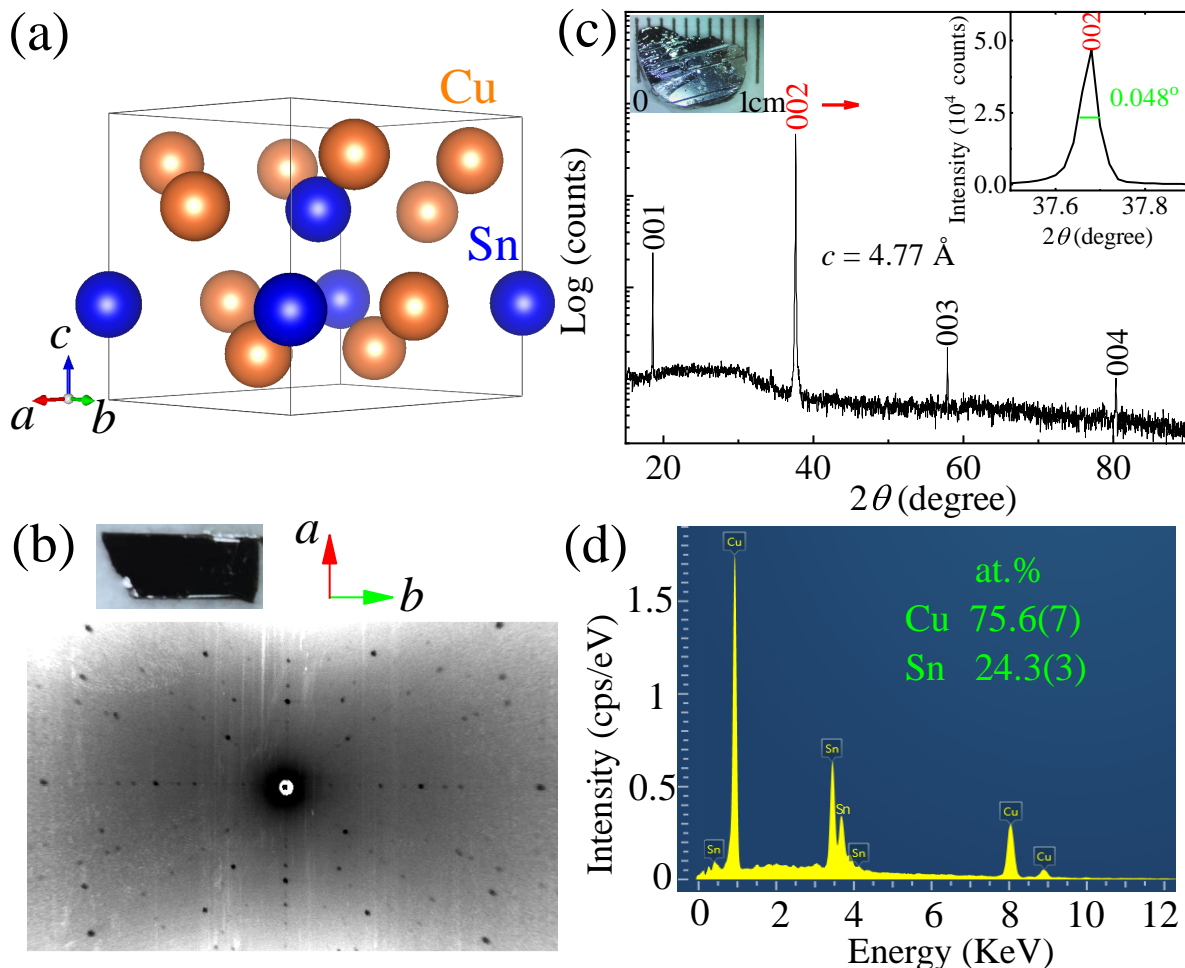 (a)
Cu
Sn
c
a
b
(c)
0
1cm
001
002
003
004
c = 4.77 Å
Log (counts)
20
40
60
80
2θ (degree)
002
0.048°
5.0
2.5
0.0
Intensity (10⁴ counts)
37.6
37.8
2θ (degree)
(b)
a
b
(d)
at.%
Cu 75.6(7)
Sn 24.3(3)
Cu
Sn
Sn
Sn
Sn
Cu
Cu
1.5
1
0.5
0
Intensity (cps/eV)
0
2
4
6
8
10
12
Energy (KeV)